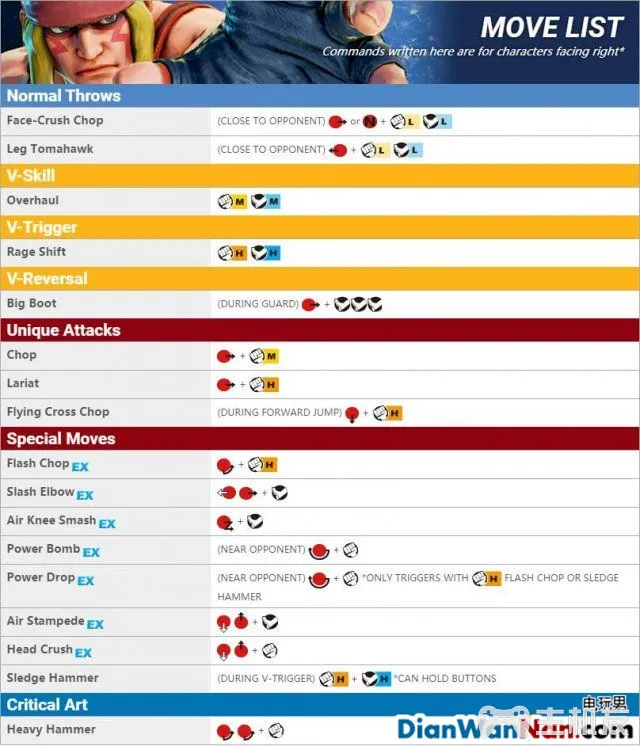 MOVE LIST
Commands written here are for characters facing right*
Normal Throws
Face-Crush Chop (CLOSE TO OPPONENT) or N + L L
Leg Tomahawk (CLOSE TO OPPONENT) + L L
V-Skill
Overhaul M M
V-Trigger
Rage Shift H H
V-Reversal
Big Boot (DURING GUARD) +
Unique Attacks
Chop + M
Lariat + H
Flying Cross Chop (DURING FORWARD JUMP) + H
Special Moves
Flash Chop EX + H
Slash Elbow EX +
Air Knee Smash EX +
Power Bomb EX (NEAR OPPONENT) +
Power Drop EX (NEAR OPPONENT) + *ONLY TRIGGERS WITH H FLASH CHOP OR SLEDGE
HAMMER
Air Stampede EX +
Head Crush EX +
Sledge Hammer (DURING V-TRIGGER) H + H *CAN HOLD BUTTONS
Critical Art
电玩男
Heavy Hammer +
DianWanNan.com